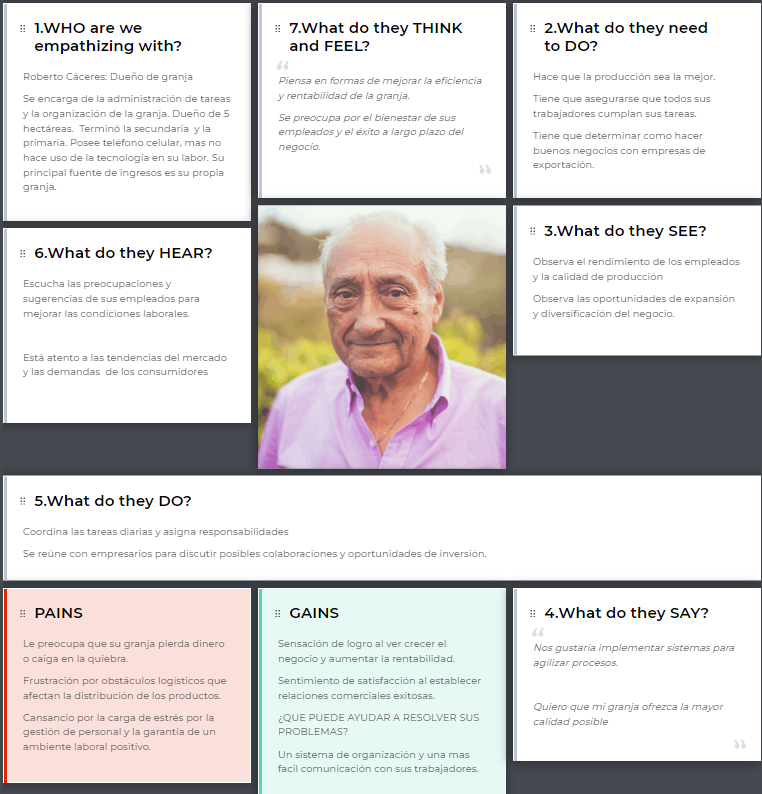 1.WHO are we
empathizing with?
Roberto Cáceres: Dueño de granja
Se encarga de la administración de tareas
y la organización de la granja. Dueño de 5
hectáreas. Terminó la secundaria y la
primaria. Posee teléfono celular, mas no
hace uso de la tecnología en su labor. Su
principal fuente de ingresos es su propia
granja.
7.What do they THINK
and FEEL?
“
Piensa en formas de mejorar la eficiencia
y rentabilidad de la granja.
Se preocupa por el bienestar de sus
empleados y el éxito a largo plazo del
negocio.
”
2.What do they need
to DO?
Hace que la producción sea la mejor.
Tiene que asegurarse que todos sus
trabajadores cumplan sus tareas.
Tiene que determinar como hacer
buenos negocios con empresas de
exportación.
6.What do they HEAR?
Escucha las preocupaciones y
sugerencias de sus empleados para
mejorar las condiciones laborales.
Está atento a las tendencias del mercado
y las demandas de los consumidores
3.What do they SEE?
Observa el rendimiento de los empleados
y la calidad de producción
Observa las oportunidades de expansión
y diversificación del negocio.
5.What do they DO?
Coordina las tareas diarias y asigna responsabilidades
Se reúne con empresarios para discutir posibles colaboraciones y oportunidades de inversión.
PAINS
Le preocupa que su granja pierda dinero
o caiga en la quiebra.
Frustración por obstáculos logísticos que
afectan la distribución de los productos.
Cansancio por la carga de estrés por la
gestión de personal y la garantía de un
ambiente laboral positivo.
GAINS
Sensación de logro al ver crecer el
negocio y aumentar la rentabilidad.
Sentimiento de satisfacción al establecer
relaciones comerciales exitosas.
¿QUE PUEDE AYUDAR A RESOLVER SUS
PROBLEMAS?
Un sistema de organización y una mas
facil comunicación con sus trabajadores.
4.What do they SAY?
“
Nos gustaría implementar sistemas para
agilizar procesos.
Quiero que mi granja ofrezca la mayor
calidad posible
”